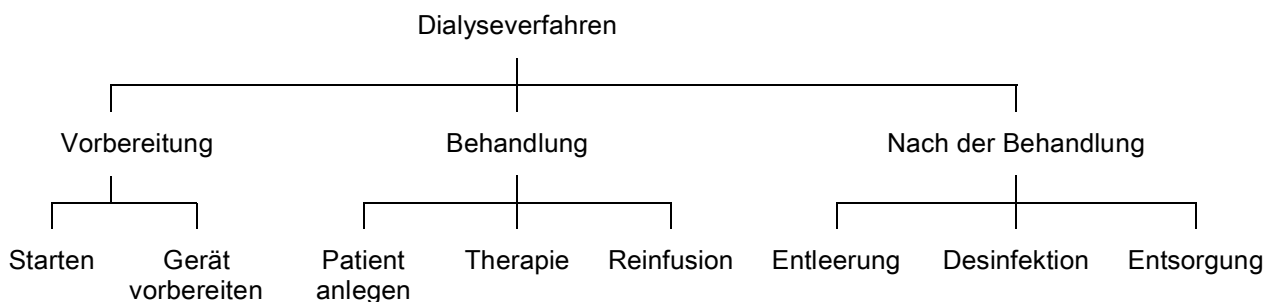 Dialyseverfahren
Vorbereitung
Behandlung
Nach der Behandlung
Starten
Gerät
vorbereiten
Patient
anlegen
Therapie
Reinfusion
Entleerung
Desinfektion
Entsorgung